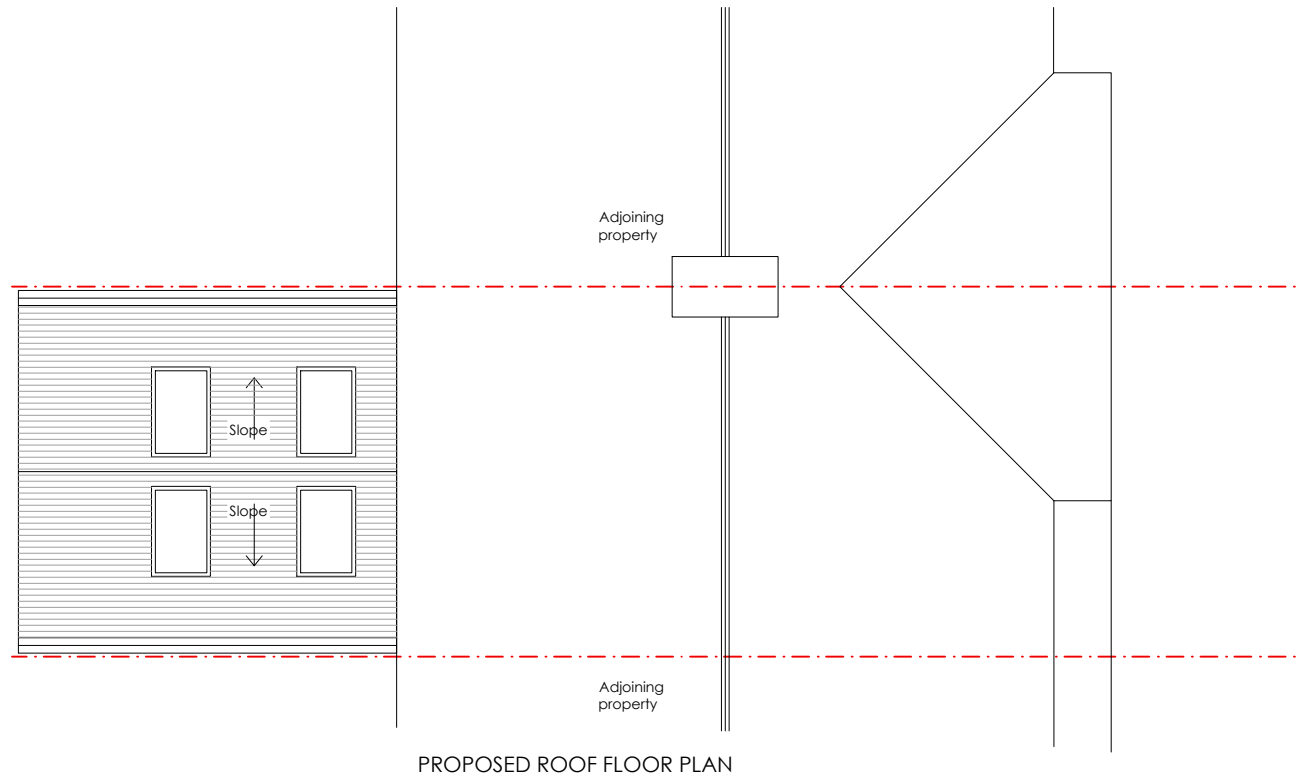 Adjoining
property
Slope
Slope
Adjoining
property
PROPOSED ROOF FLOOR PLAN